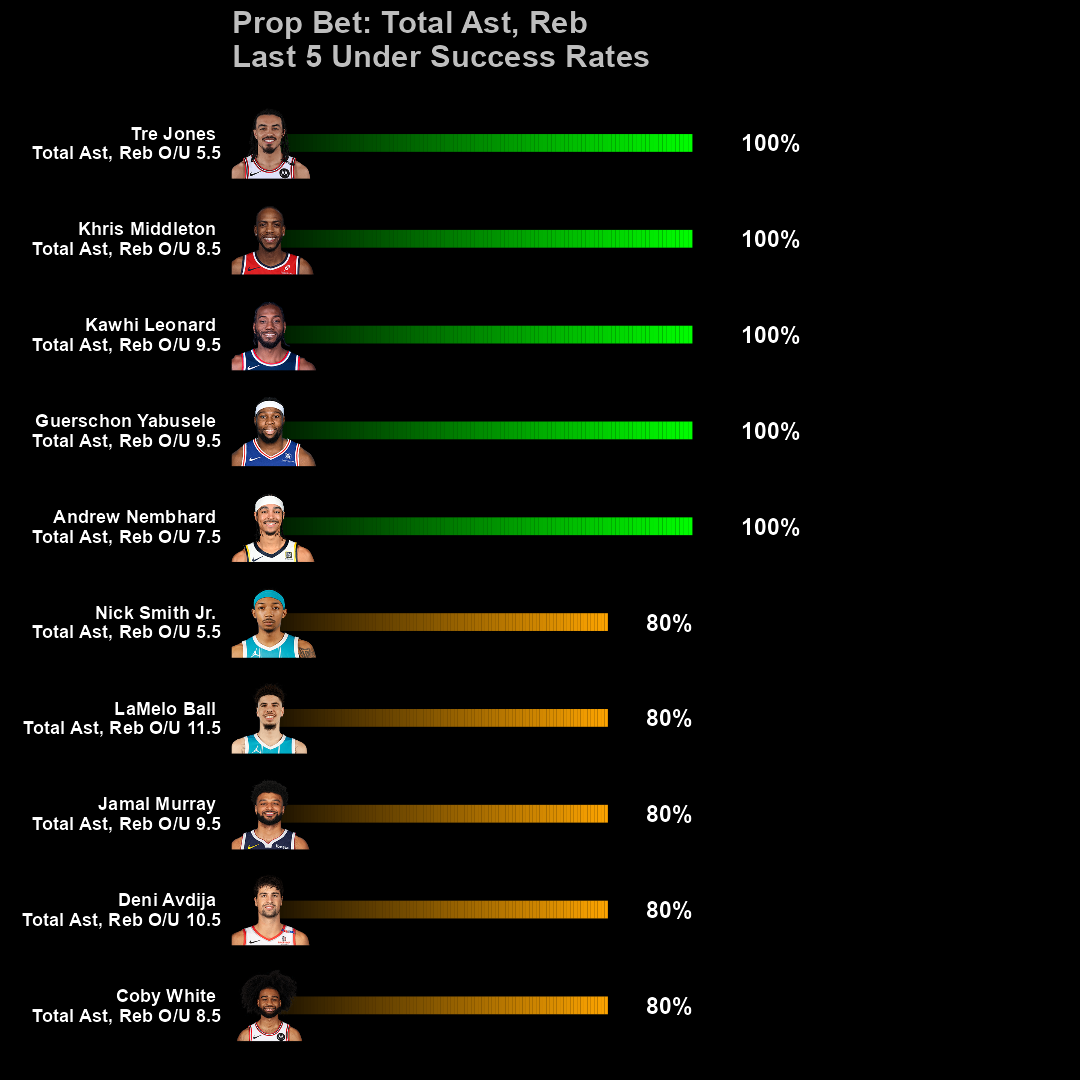 Prop Bet: Total Ast, Reb
Last 5 Under Success Rates
Tre Jones
Total Ast, Reb O/U 5.5
100%
Khris Middleton
Total Ast, Reb O/U 8.5
100%
Kawhi Leonard
Total Ast, Reb O/U 9.5
100%
Guerschon Yabusele
Total Ast, Reb O/U 9.5
100%
Andrew Nembhard
Total Ast, Reb O/U 7.5
100%
Nick Smith Jr.
Total Ast, Reb O/U 5.5
80%
LaMelo Ball
Total Ast, Reb O/U 11.5
80%
Jamal Murray
Total Ast, Reb O/U 9.5
80%
Deni Avdija
Total Ast, Reb O/U 10.5
80%
Coby White
Total Ast, Reb O/U 8.5
80%